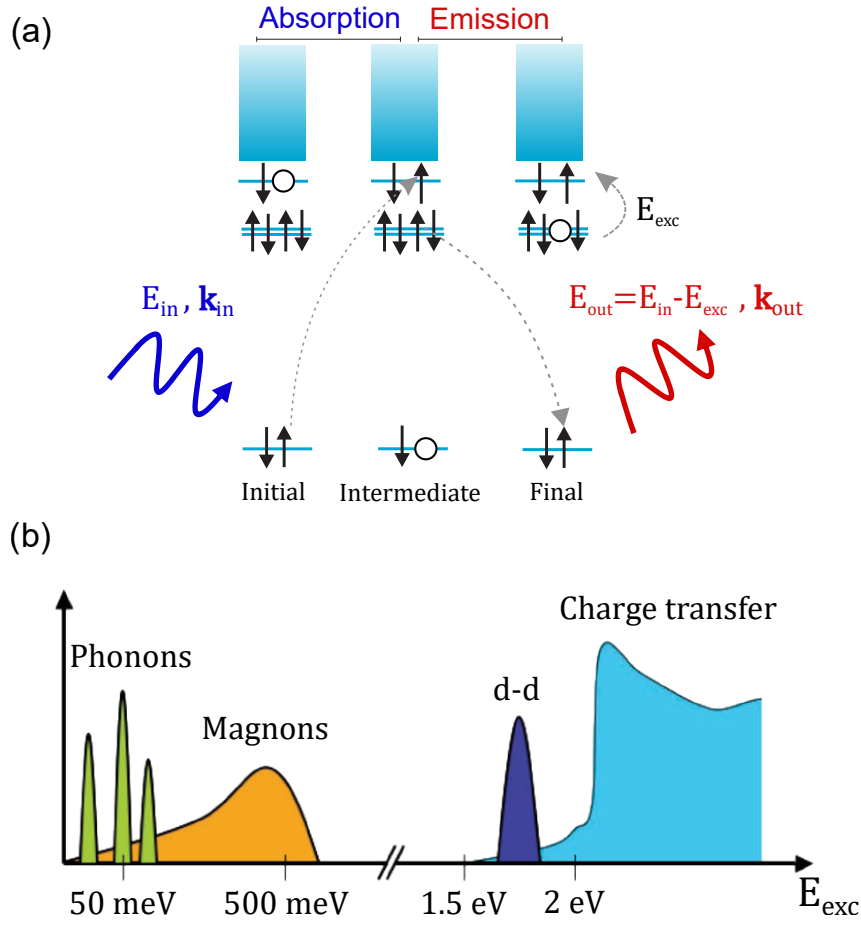 (a)
Absorption Emission
E_exc
E_in , k_in
E_out=E_in-E_exc , k_out
Initial Intermediate Final
(b)
Charge transfer
Phonons
d-d
Magnons
50 meV 500 meV 1.5 eV 2 eV E_exc